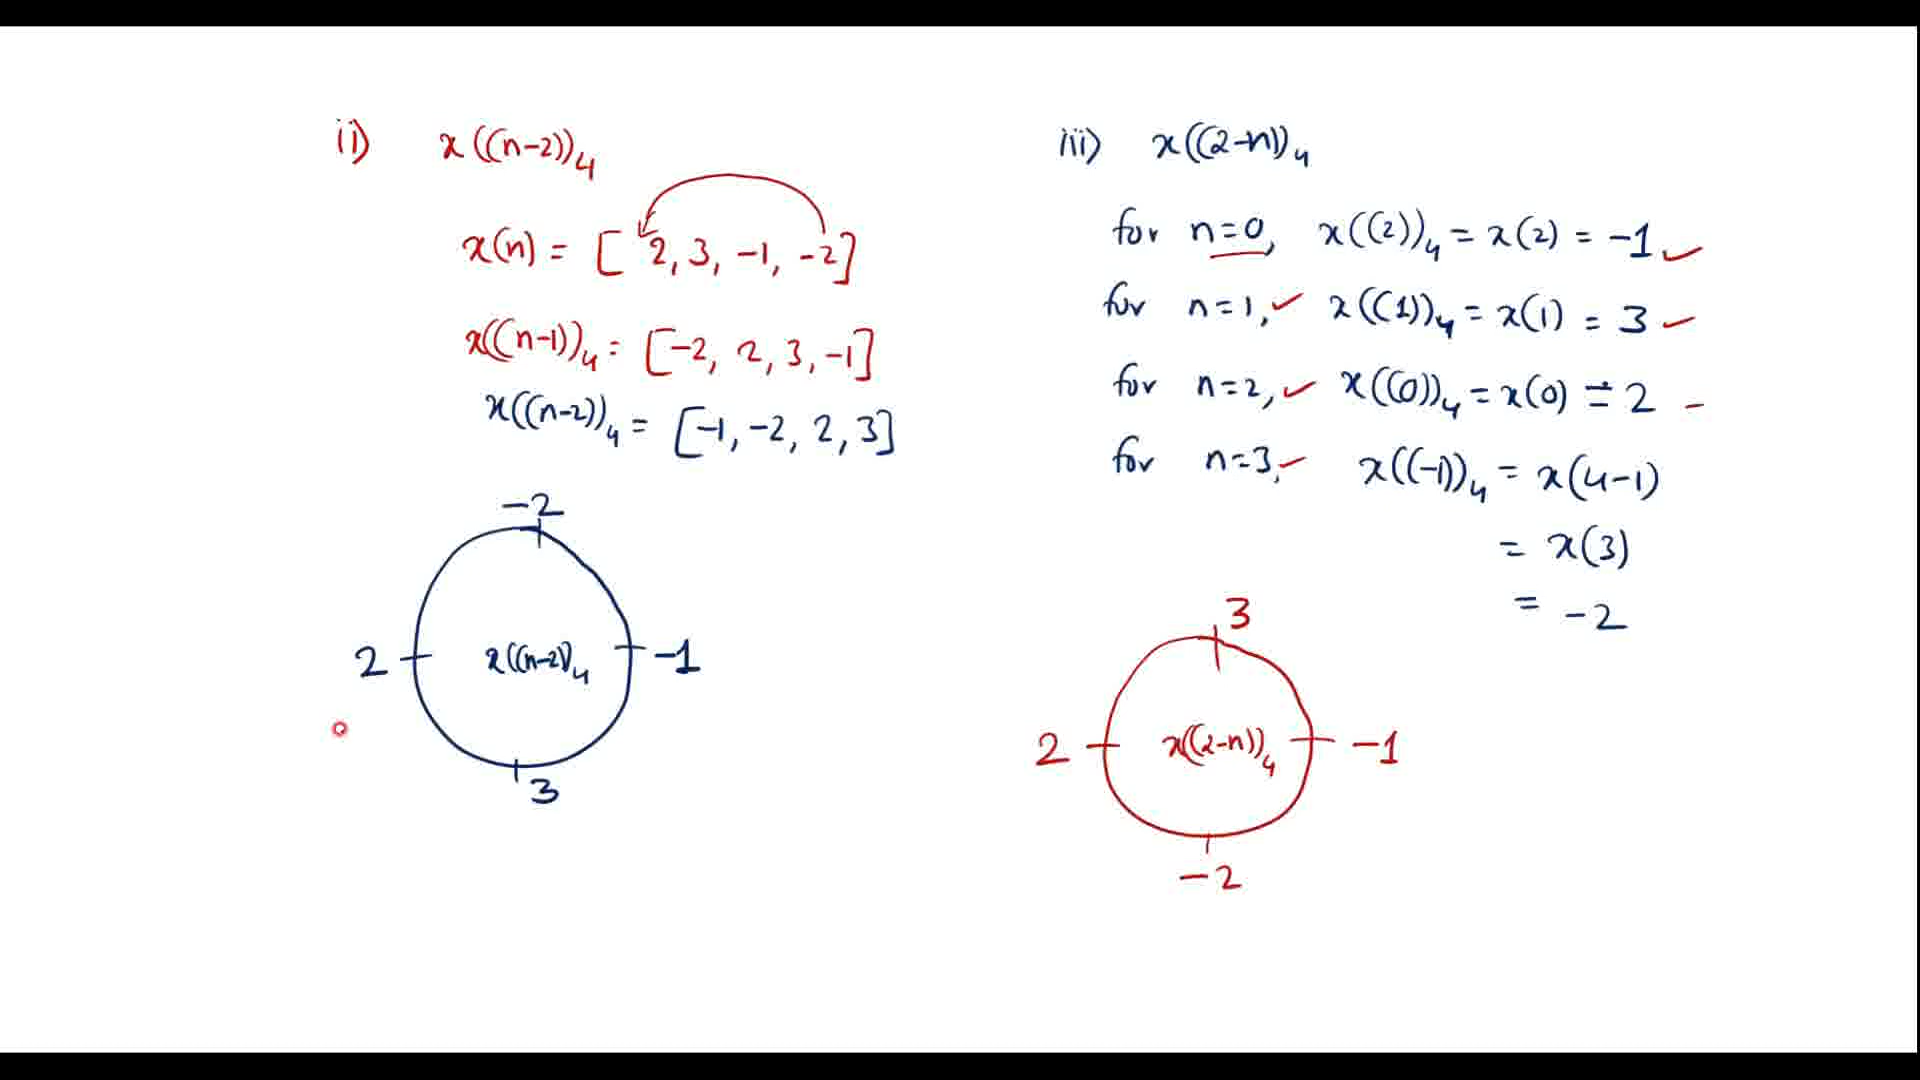 ii) x((n-2))4
x(n) = [2, 3, -1, -2]
x((n-1))4 = [-2, 2, 3, -1]
x((n-2))4 = [-1, -2, 2, 3]
-2
2 x((n-2))4 -1
3
iii) x((2-n))4
for n=0, x((2))4 = x(2) = -1 ✓
for n=1, ✓ x((1))4 = x(1) = 3 ✓
for n=2, ✓ x((0))4 = x(0) = 2 -
for n=3, ✓ x((-1))4 = x(4-1)
= x(3)
= -2
3
2 x((2-n))4 -1
-2